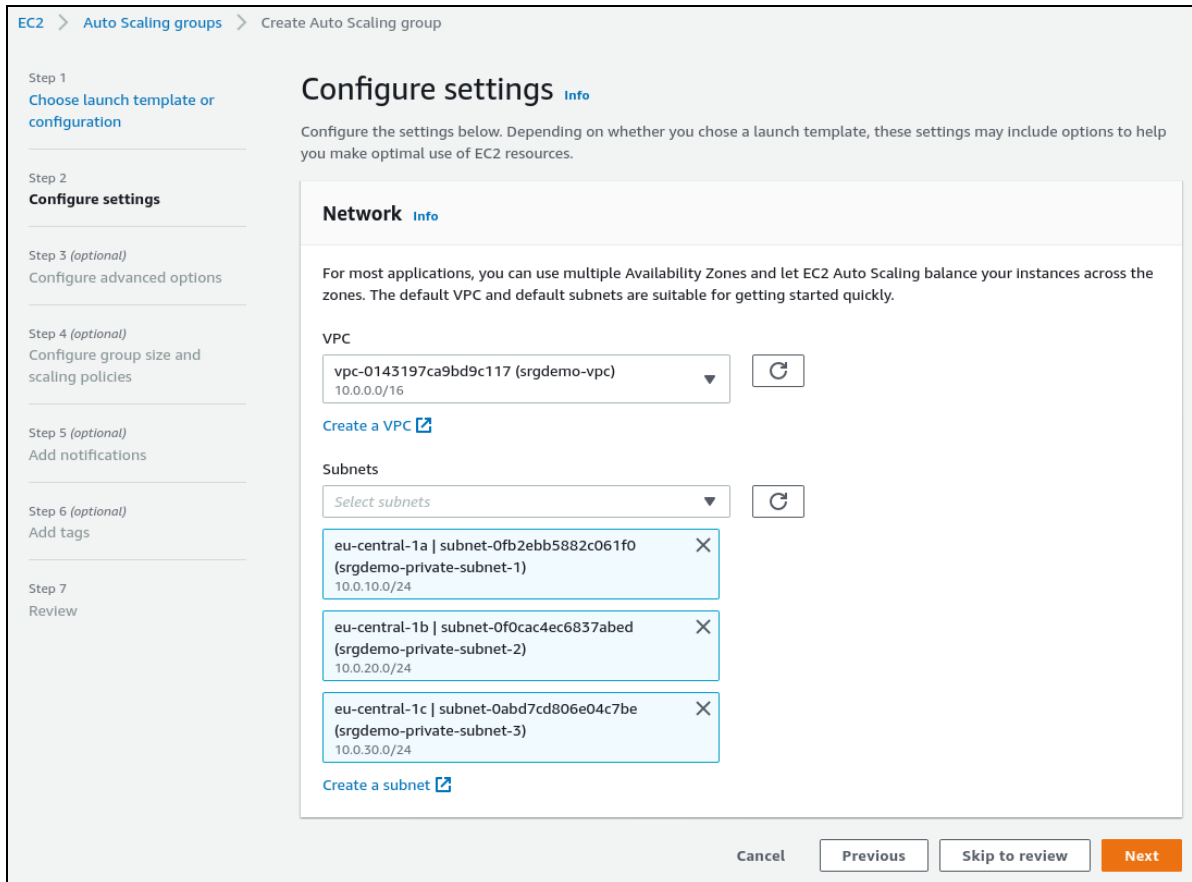 EC2 > Auto Scaling groups > Create Auto Scaling group
Step 1
Choose launch template or
configuration
Step 2
Configure settings
Step 3 (optional)
Configure advanced options
Step 4 (optional)
Configure group size and
scaling policies
Step 5 (optional)
Add notifications
Step 6 (optional)
Add tags
Step 7
Review
Configure settings Info
Configure the settings below. Depending on whether you chose a launch template, these settings may include options to help
you make optimal use of EC2 resources.
Network Info
For most applications, you can use multiple Availability Zones and let EC2 Auto Scaling balance your instances across the
zones. The default VPC and default subnets are suitable for getting started quickly.
VPC
vpc-0143197ca9bd9c117 (srgdemo-vpc)
10.0.0.0/16
Create a VPC
Subnets
Select subnets
eu-central-1a | subnet-0fb2ebb5882c061f0
(srgdemo-private-subnet-1)
10.0.10.0/24
eu-central-1b | subnet-0f0cac4ec6837abed
(srgdemo-private-subnet-2)
10.0.20.0/24
eu-central-1c | subnet-0abd7cd806e04c7be
(srgdemo-private-subnet-3)
10.0.30.0/24
Create a subnet
Cancel Previous Skip to review Next